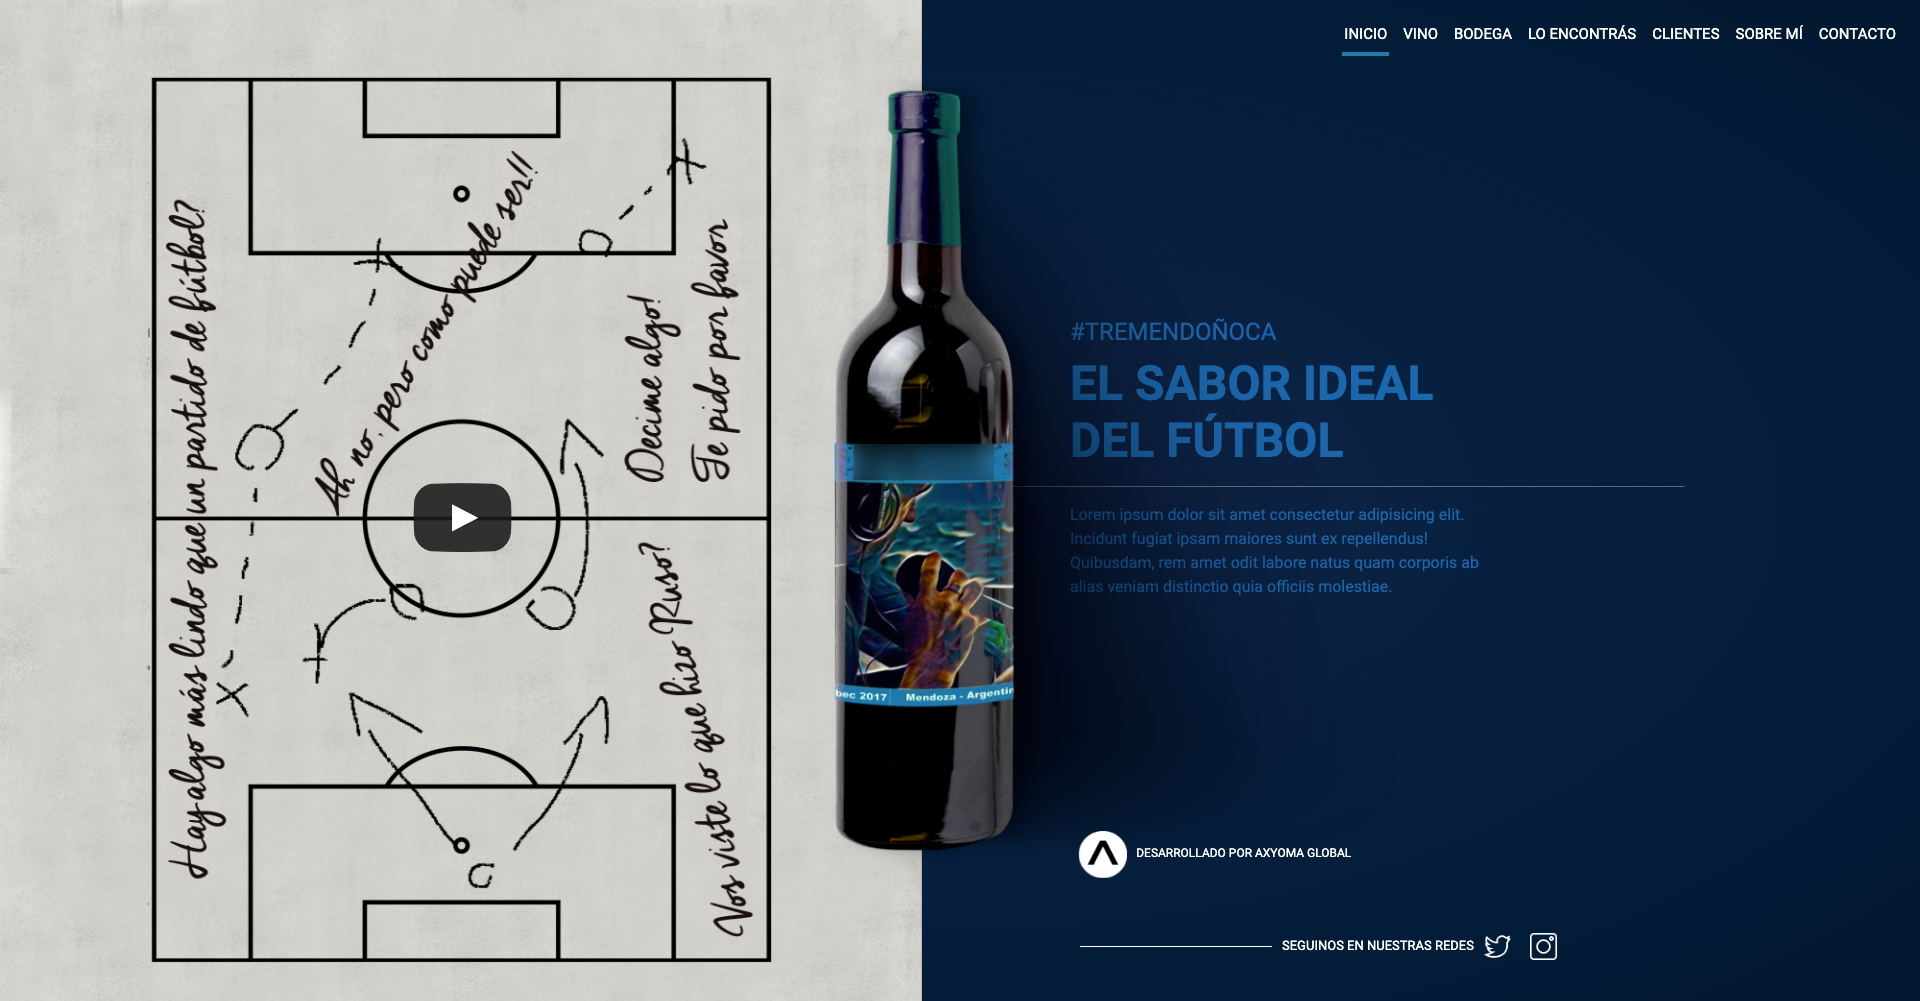 INICIO VINO BODEGA LO ENCONTRÁS CLIENTES SOBRE MÍ CONTACTO
Hay algo más lindo que un partido de fútbol?
Ah no, pero como puede ser!!
Decime algo!
Te pido por favor
Vos viste lo que hizo Ruso?
bec 2017 Mendoza - Argentin
#TREMENDOÑOCA
EL SABOR IDEAL
DEL FÚTBOL
Lorem ipsum dolor sit amet consectetur adipisicing elit.
Incidunt fugiat ipsam maiores sunt ex repellendus!
Quibusdam, rem amet odit labore natus quam corporis ab
alias veniam distinctio quia officiis molestiae.
DESARROLLADO POR AXYOMA GLOBAL
SEGUINOS EN NUESTRAS REDES